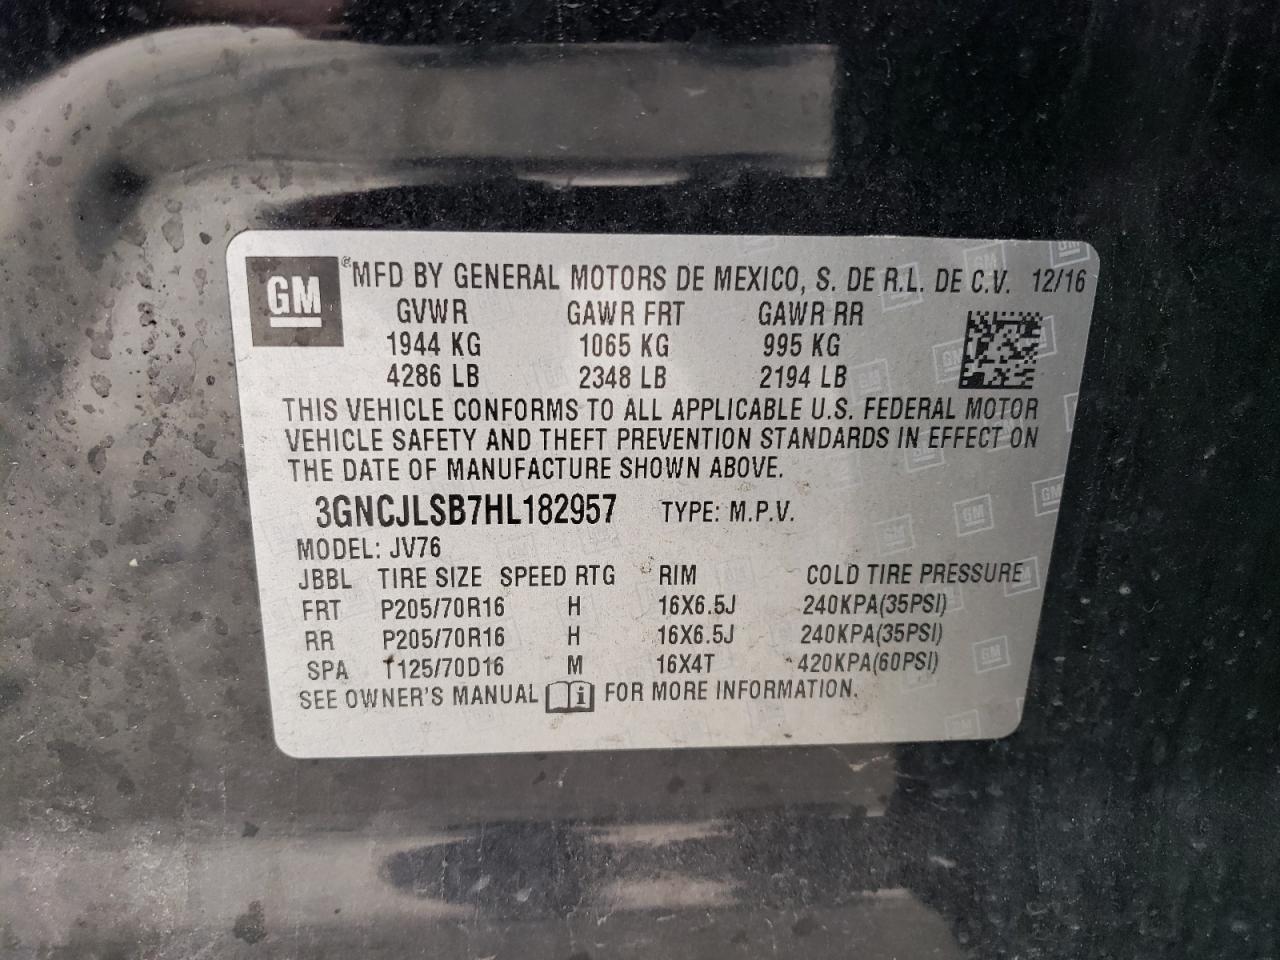 GM ® MFD BY GENERAL MOTORS DE MEXICO, S. DE R.L. DE C.V. 12/16
GVWR GAWR FRT GAWR RR
1944 KG 1065 KG 995 KG
4286 LB 2348 LB 2194 LB
THIS VEHICLE CONFORMS TO ALL APPLICABLE U.S. FEDERAL MOTOR
VEHICLE SAFETY AND THEFT PREVENTION STANDARDS IN EFFECT ON
THE DATE OF MANUFACTURE SHOWN ABOVE.
3GNCJLSB7HL182957 TYPE: M.P.V.
MODEL: JV76
JBBL TIRE SIZE SPEED RTG RIM COLD TIRE PRESSURE
FRT P205/70R16 H 16X6.5J 240KPA(35PSI)
RR P205/70R16 H 16X6.5J 240KPA(35PSI)
SPA T125/70D16 M 16X4T 420KPA(60PSI)
SEE OWNER'S MANUAL i FOR MORE INFORMATION.